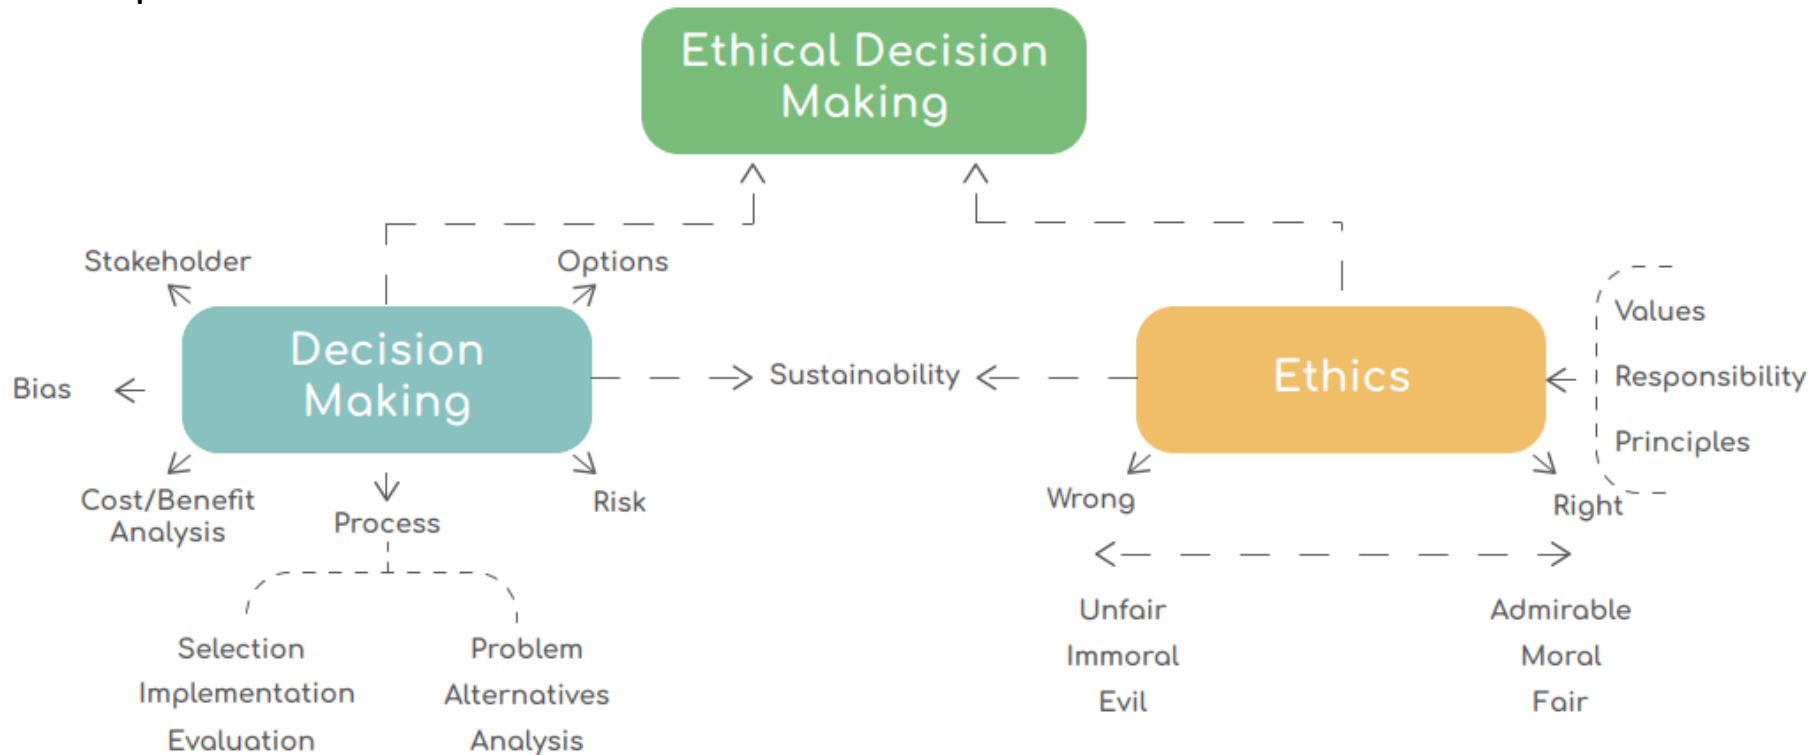 Ethical Decision
Making
Stakeholder
Options
Decision
Making
Bias
Sustainability
Ethics
Values
Responsibility
Principles
Cost/Benefit
Analysis
Process
Risk
Wrong
Right
Selection
Implementation
Evaluation
Problem
Alternatives
Analysis
Unfair
Immoral
Evil
Admirable
Moral
Fair